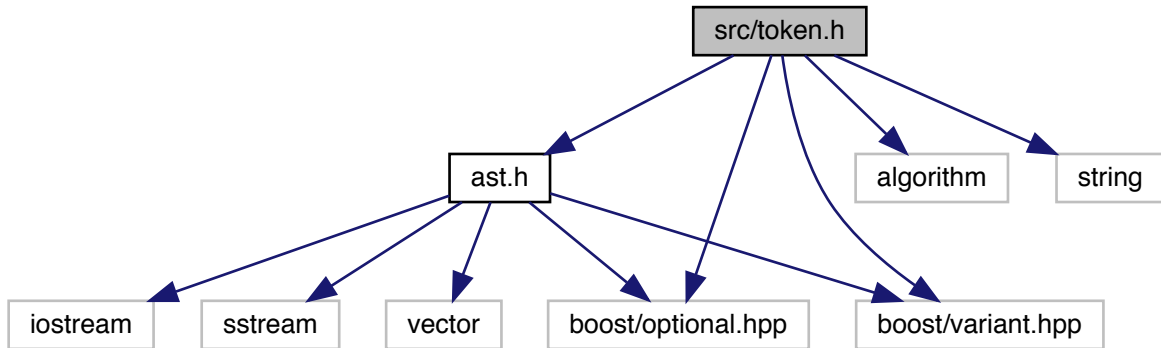 src/token.h
ast.h
algorithm
string
iostream
sstream
vector
boost/optional.hpp
boost/variant.hpp